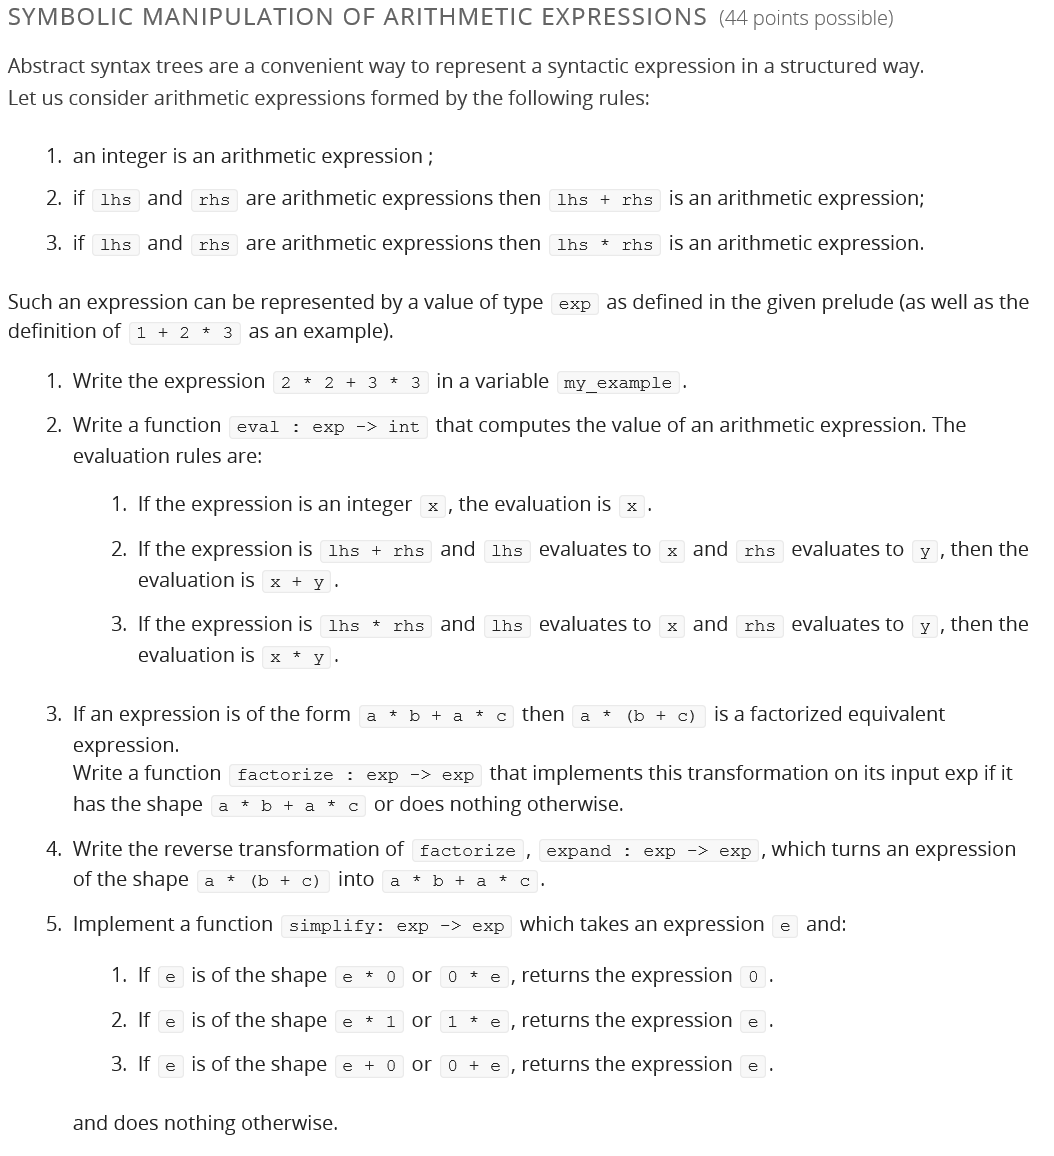 SYMBOLIC MANIPULATION OF ARITHMETIC EXPRESSIONS (44 points possible)
Abstract syntax trees are a convenient way to represent a syntactic expression in a structured way.
Let us consider arithmetic expressions formed by the following rules:
1. an integer is an arithmetic expression ;
2. if lhs and rhs are arithmetic expressions then lhs + rhs is an arithmetic expression;
3. if lhs and rhs are arithmetic expressions then lhs * rhs is an arithmetic expression.
Such an expression can be represented by a value of type exp as defined in the given prelude (as well as the
definition of 1 + 2 * 3 as an example).
1. Write the expression 2 * 2 + 3 * 3 in a variable my_example.
2. Write a function eval : exp -> int that computes the value of an arithmetic expression. The
evaluation rules are:
1. If the expression is an integer x, the evaluation is x.
2. If the expression is lhs + rhs and lhs evaluates to x and rhs evaluates to y, then the
evaluation is x + y.
3. If the expression is lhs * rhs and lhs evaluates to x and rhs evaluates to y, then the
evaluation is x * y.
3. If an expression is of the form a * b + a * c then a * (b + c) is a factorized equivalent
expression.
Write a function factorize : exp -> exp that implements this transformation on its input exp if it
has the shape a * b + a * c or does nothing otherwise.
4. Write the reverse transformation of factorize, expand : exp -> exp, which turns an expression
of the shape a * (b + c) into a * b + a * c.
5. Implement a function simplify: exp -> exp which takes an expression e and:
1. If e is of the shape e * 0 or 0 * e, returns the expression 0.
2. If e is of the shape e * 1 or 1 * e, returns the expression e.
3. If e is of the shape e + 0 or 0 + e, returns the expression e.
and does nothing otherwise.